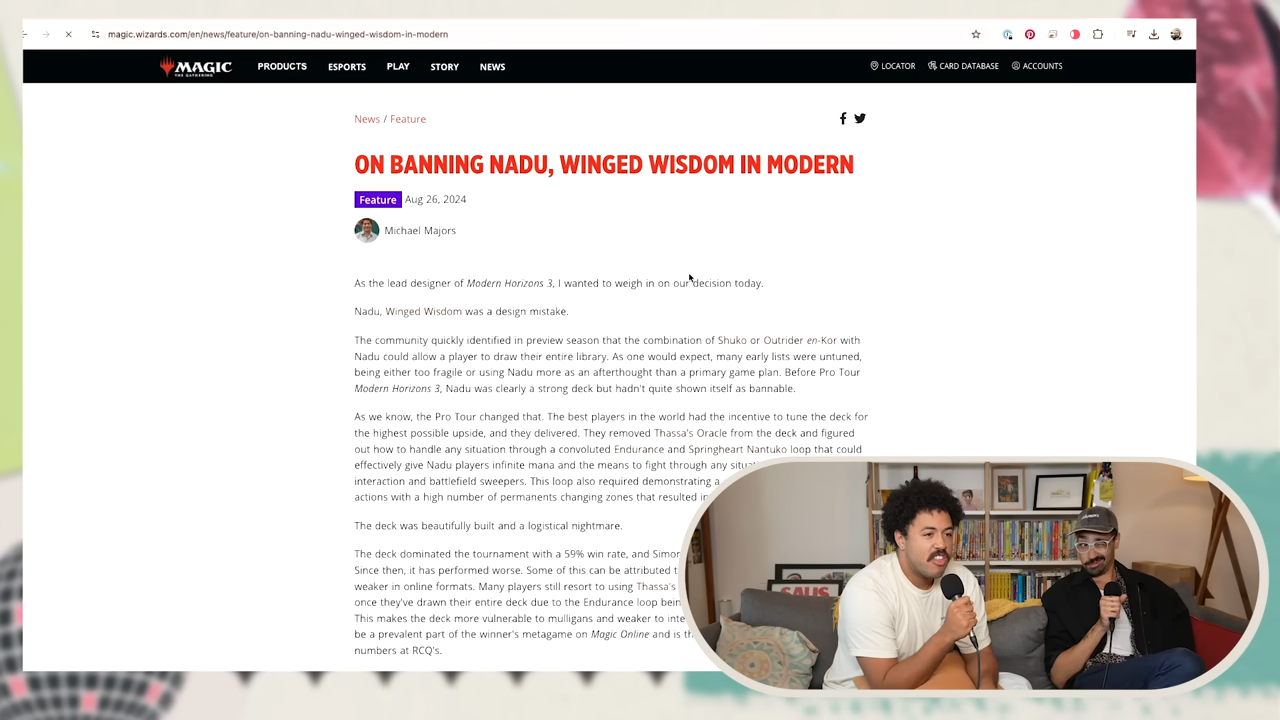 magic.wizards.com/en/news/feature/on-banning-nadu-winged-wisdom-in-modern
MAGIC
THE GATHERING
PRODUCTS ESPORTS PLAY STORY NEWS
LOCATOR CARD DATABASE ACCOUNTS
News / Feature
ON BANNING NADU, WINGED WISDOM IN MODERN
Feature Aug 26, 2024
Michael Majors
As the lead designer of Modern Horizons 3, I wanted to weigh in on our decision today.
Nadu, Winged Wisdom was a design mistake.
The community quickly identified in preview season that the combination of Shuko or Outrider en-Kor with
Nadu could allow a player to draw their entire library. As one would expect, many early lists were untuned,
being either too fragile or using Nadu more as an afterthought than a primary game plan. Before Pro Tour
Modern Horizons 3, Nadu was clearly a strong deck but hadn't quite shown itself as bannable.
As we know, the Pro Tour changed that. The best players in the world had the incentive to tune the deck for
the highest possible upside, and they delivered. They removed Thassa's Oracle from the deck and figured
out how to handle any situation through a convoluted Endurance and Springheart Nantuko loop that could
effectively give Nadu players infinite mana and the means to fight through any
interaction and battlefield sweepers. This loop also required demonstrating a
actions with a high number of permanents changing zones that resulted in
The deck was beautifully built and a logistical nightmare.
The deck dominated the tournament with a 59% win rate, and Simon
Since then, it has performed worse. Some of this can be attributed
weaker in online formats. Many players still resort to using Thassa's
once they've drawn their entire deck due to the Endurance loop
This makes the deck more vulnerable to mulligans and weaker to
be a prevalent part of the winner's metagame on Magic Online and is
numbers at RCQ's.